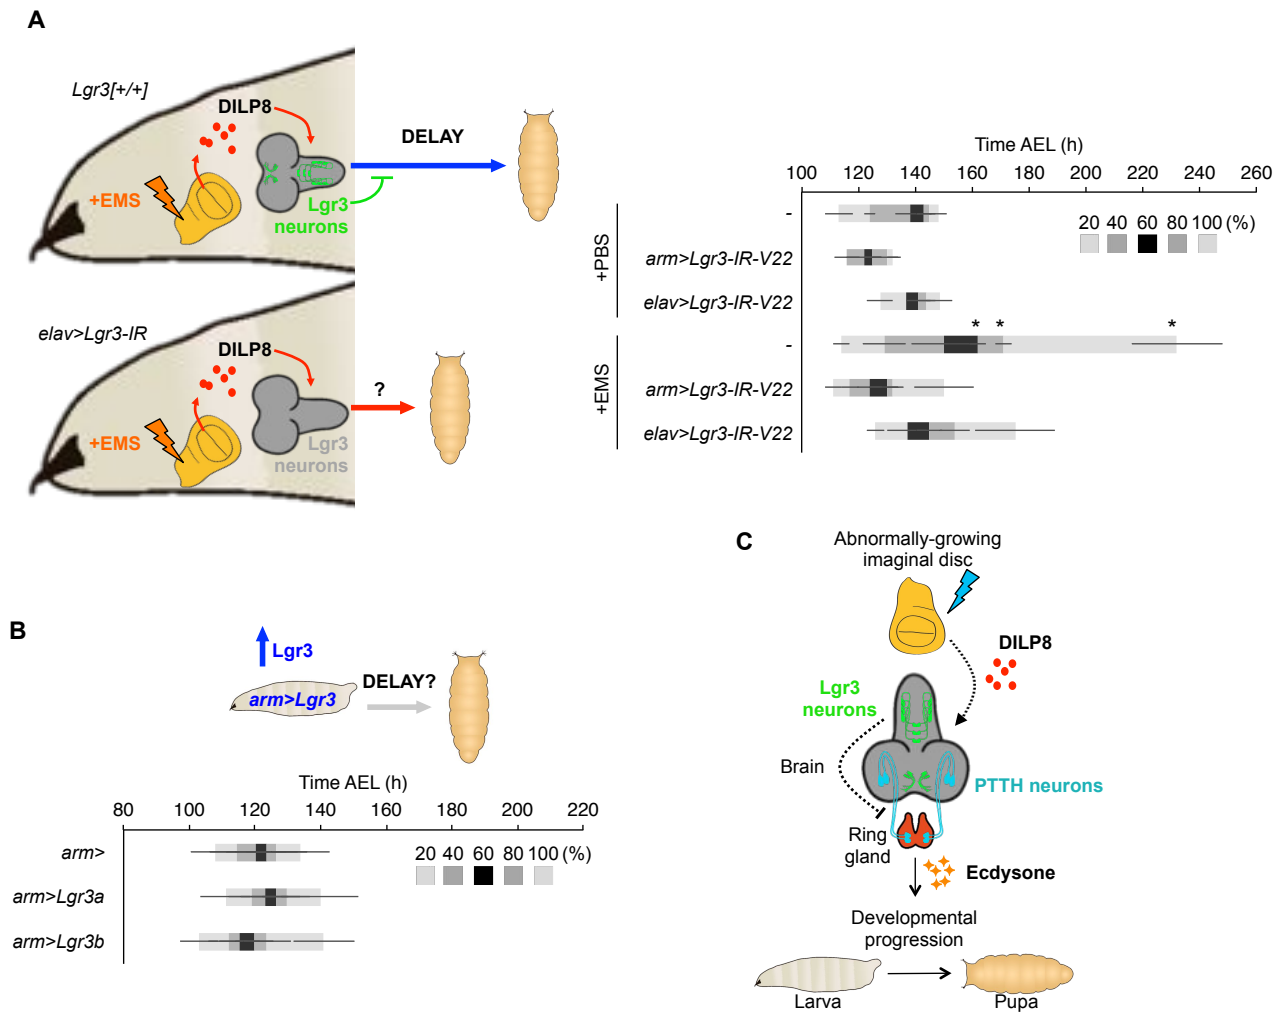 A
Lgr3[+/+]
DILP8
DELAY
+EMS
Lgr3
neurons
elav>Lgr3-IR
DILP8
?
+EMS
Lgr3
neurons
Time AEL (h)
100 120 140 160 180 200 220 240 260
20 40 60 80 100 (%)
+PBS
-
arm>Lgr3-IR-V22
elav>Lgr3-IR-V22
* * *
+EMS
-
arm>Lgr3-IR-V22
elav>Lgr3-IR-V22
B
Lgr3
arm>Lgr3
DELAY?
Time AEL (h)
80 100 120 140 160 180 200 220
arm>
arm>Lgr3a
arm>Lgr3b
20 40 60 80 100 (%)
C
Abnormally-growing
imaginal disc
DILP8
Lgr3
neurons
Brain
PTTH neurons
Ring
gland
Ecdysone
Developmental
progression
Larva
Pupa